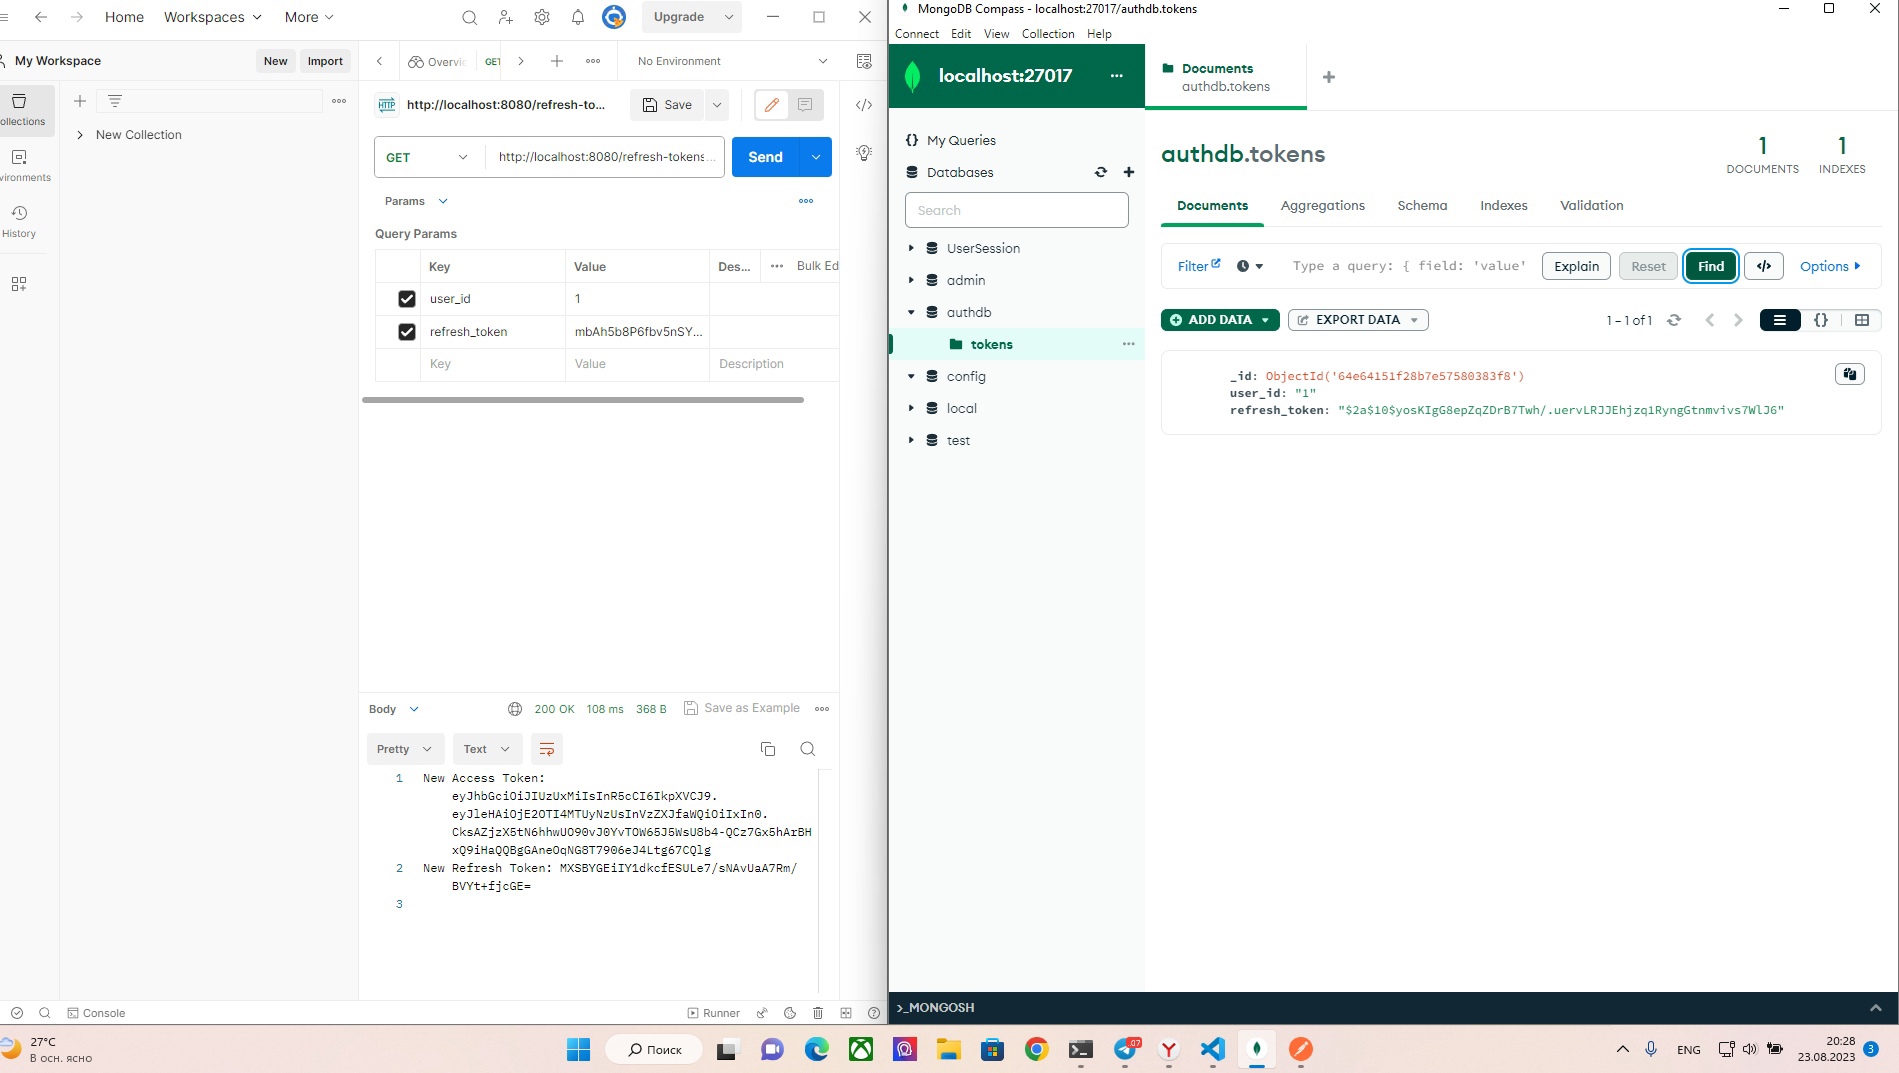 Home
Workspaces
More
Upgrade
My Workspace
New
Import
Overvie
GET
No Environment
ollections
vironments
History
New Collection
HTTP
http://localhost:8080/refresh-to...
Save
GET
http://localhost:8080/refresh-tokens...
Send
Params
Query Params
Key
Value
Des...
Bulk Ed
user_id
1
refresh_token
mbAh5b8P6fbv5nSY...
Key
Value
Description
Body
200 OK
108 ms
368 B
Save as Example
Pretty
Text
1
New Access Token:
eyJhbGciOiJIUzUxMiIsInR5cCI6IkpXVCJ9.
eyJleHAiOjE2OTI4MTUyNzUsInVzZXJfaWQiOiIxIn0.
CksAZjzX5tN6hhwUO90vJ0YvTOW65J5WsU8b4-QCz7Gx5hArBH
xQ9iHaQQBgGAneOqNG8T7906eJ4Ltg67CQlg
2
New Refresh Token: MXSBYGEiIY1dkcfESULe7/sNAvUaA7Rm/
BVYt+fjcGE=
3
Console
Runner
MongoDB Compass - localhost:27017/authdb.tokens
Connect
Edit
View
Collection
Help
localhost:27017
Documents
authdb.tokens
{} My Queries
Databases
Search
UserSession
admin
authdb
tokens
config
local
test
authdb.tokens
1
DOCUMENTS
1
INDEXES
Documents
Aggregations
Schema
Indexes
Validation
Filter
Type a query: { field: 'value'
Explain
Reset
Find
</>
Options
ADD DATA
EXPORT DATA
1 – 1 of 1
{}
_id: ObjectId('64e64151f28b7e57580383f8')
user_id: "1"
refresh_token: "$2a$10$yosKIgG8epZqZDrB7Twh/.uervLRJJEhjzq1RyngGtnmvivs7WlJ6"
>_MONGOSH
27°C
В осн. ясно
Поиск
.07
ENG
20:28
23.08.2023
3